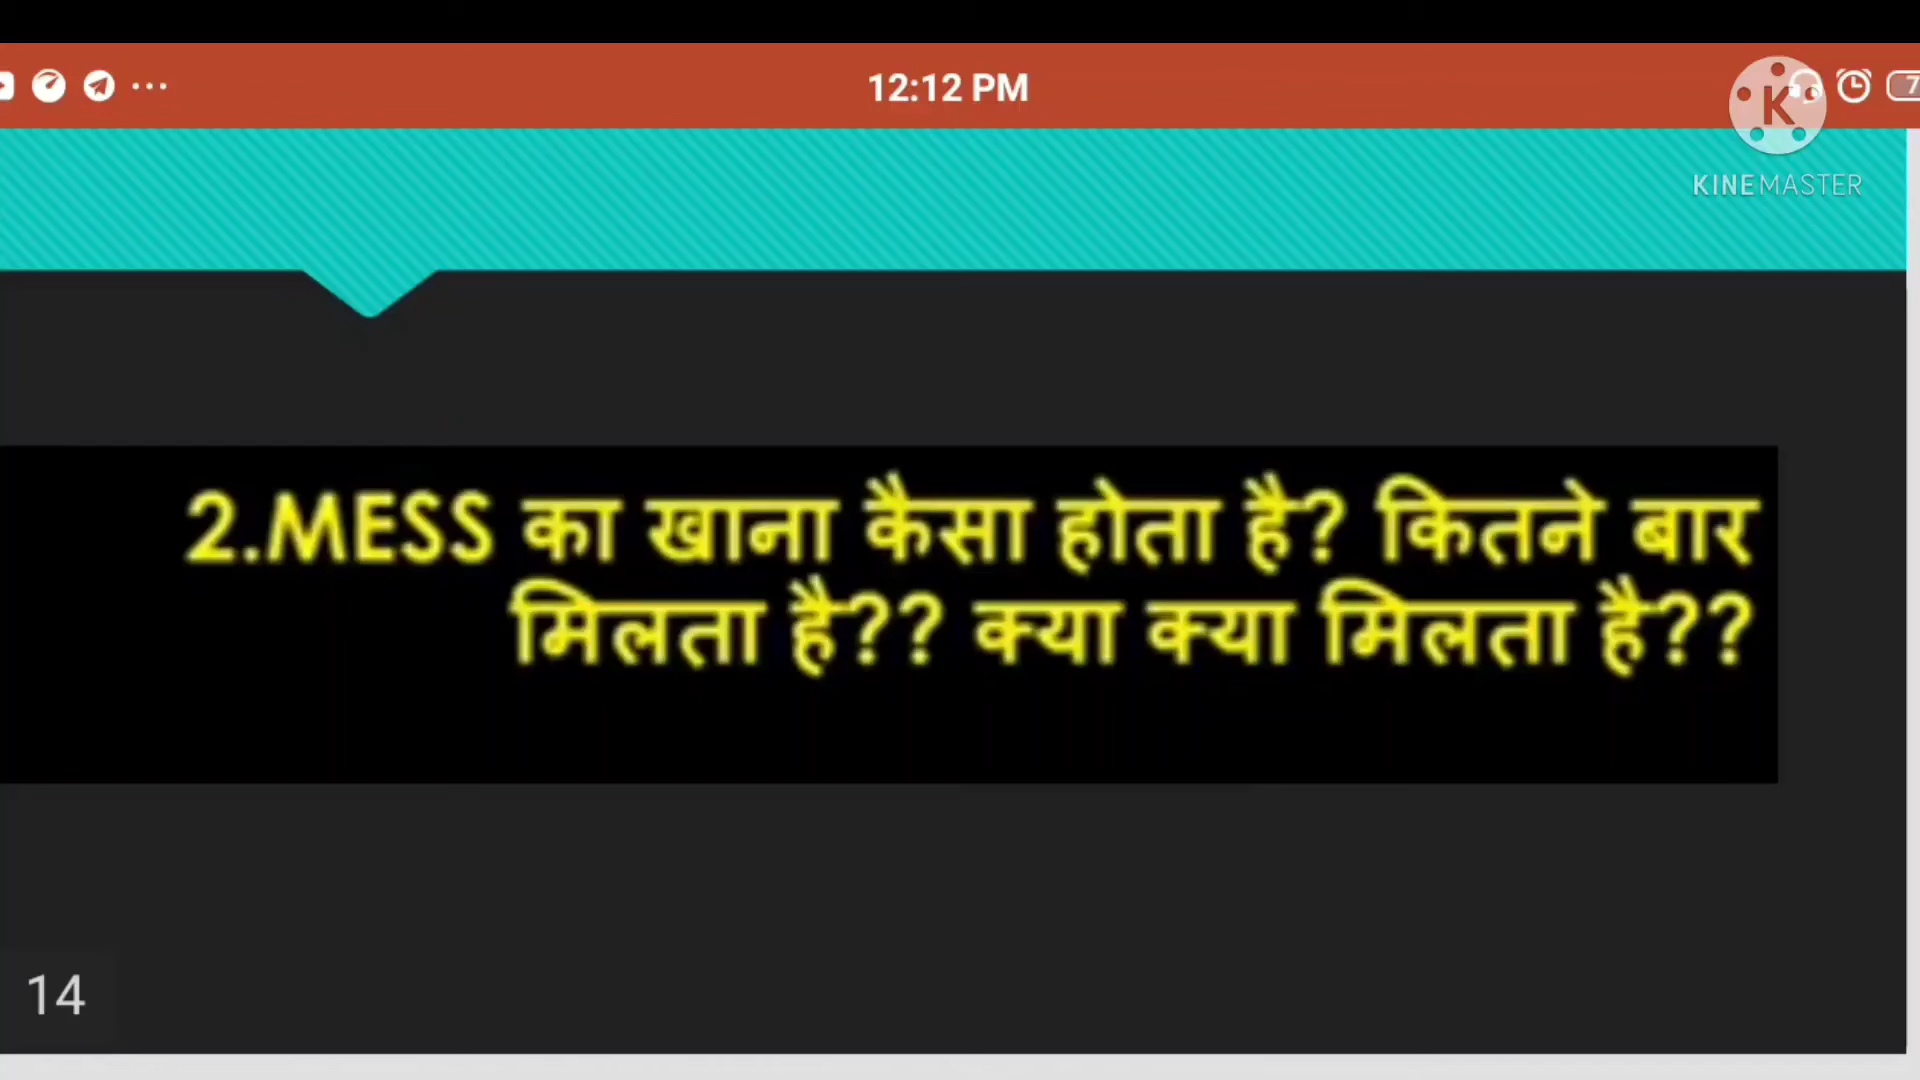 12:12 PM
KINEMASTER
2.MESS का खाना कैसा होता है? कितने बार
मिलता है?? क्या क्या मिलता है??
14